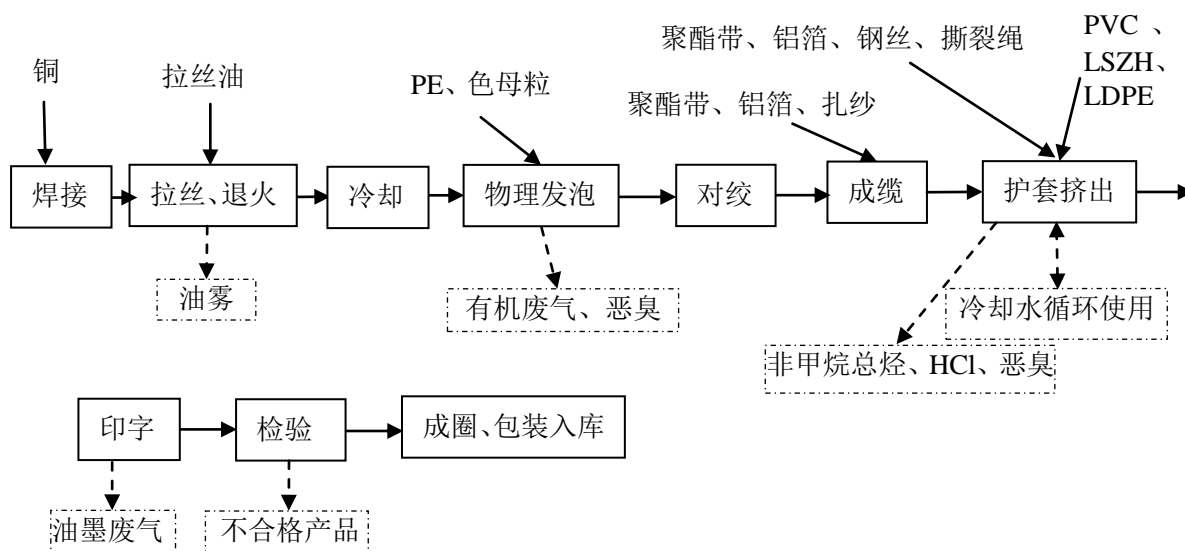 聚酯带、铝箔、钢丝、撕裂绳
PVC 、
LSZH、
LDPE
铜
拉丝油
PE、色母粒
聚酯带、铝箔、扎纱
焊接
拉丝、退火
冷却
物理发泡
对绞
成缆
护套挤出
油雾
有机废气、恶臭
冷却水循环使用
非甲烷总烃、HCl、恶臭
印字
检验
成圈、包装入库
油墨废气
不合格产品